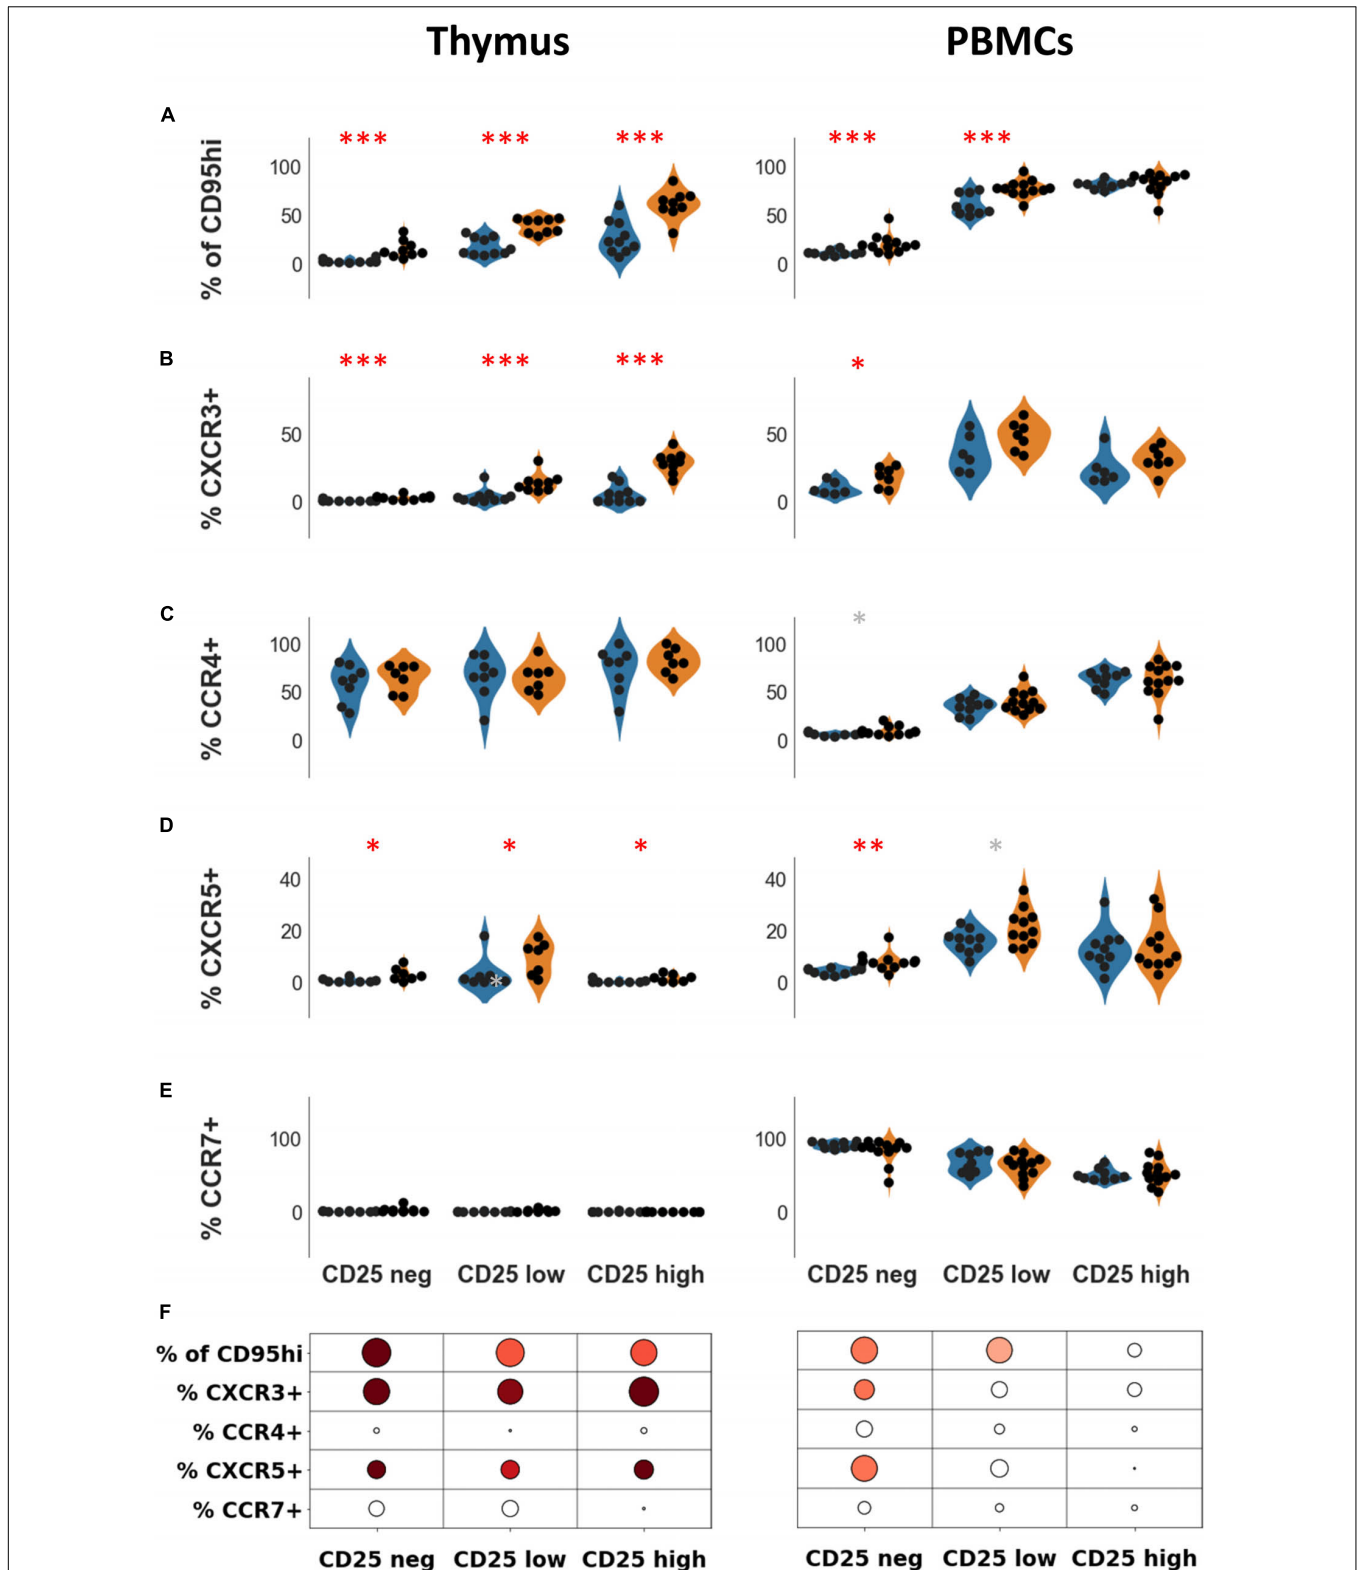 Thymus PBMCs
A
*** *** *** *** ***
% of CD95hi
100 100
50 50
0 0
B
*** *** *** *
% CXCR3+
50 50
0 0
C
*
% CCR4+
100 100
50 50
0 0
D
* * * ** *
% CXCR5+
40 40
20 20
*
0 0
E
% CCR7+
100 100
0 0
CD25 neg CD25 low CD25 high CD25 neg CD25 low CD25 high
F
% of CD95hi
% CXCR3+
% CCR4+
% CXCR5+
% CCR7+
CD25 neg CD25 low CD25 high CD25 neg CD25 low CD25 high